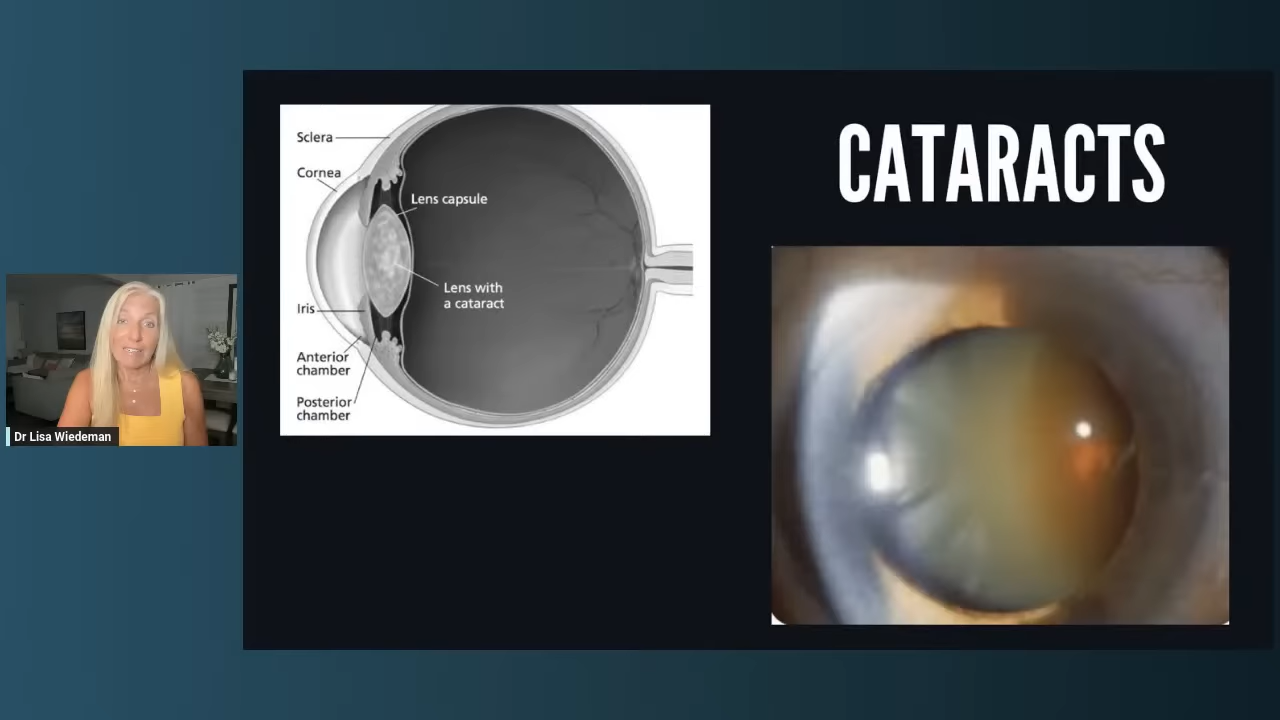 CATARACTS
Sclera
Cornea
Lens capsule
Lens with
a cataract
Iris
Anterior
chamber
Posterior
chamber
Dr Lisa Wiedeman